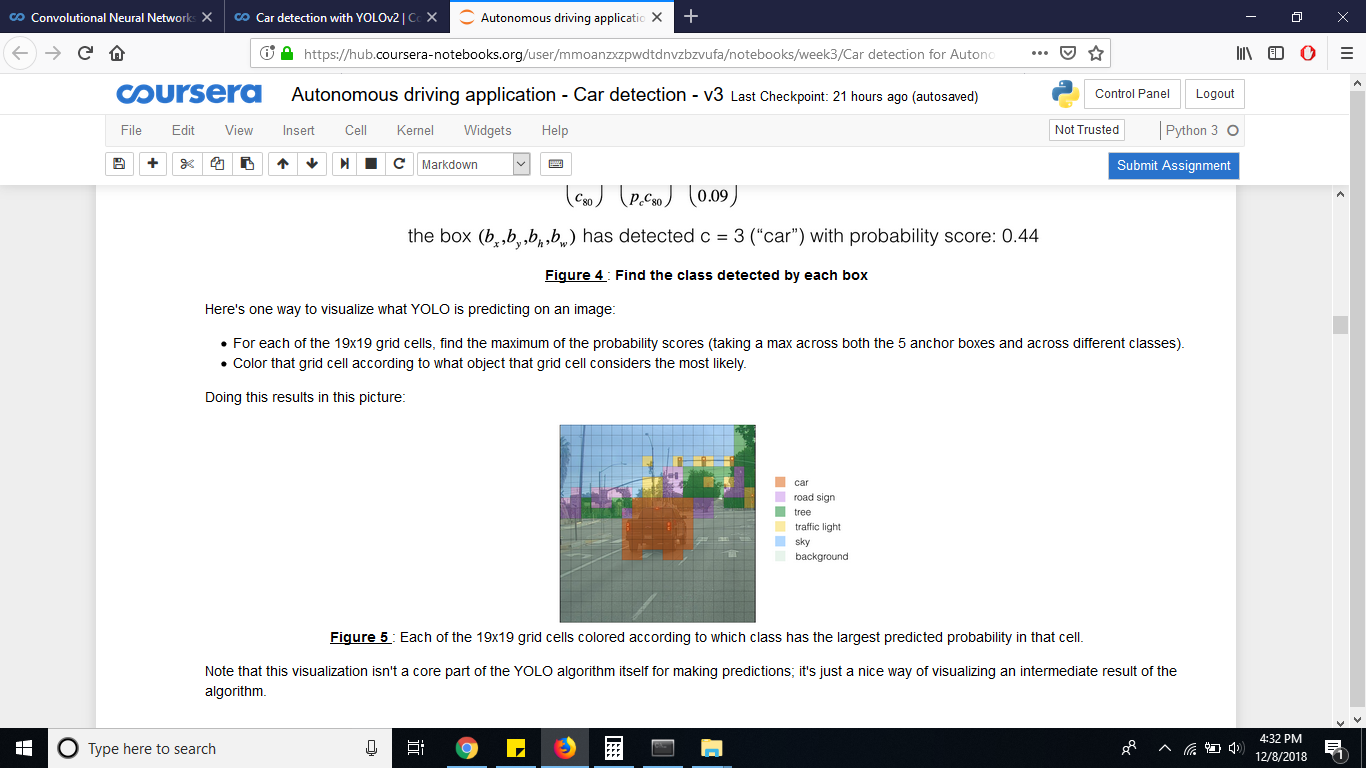 Convolutional Neural Networks
Car detection with YOLOv2 | Co
Autonomous driving applicatio
https://hub.coursera-notebooks.org/user/mmoanzxzpwdtdnvzbzvufa/notebooks/week3/Car detection for Autono
coursera
Autonomous driving application - Car detection - v3 Last Checkpoint: 21 hours ago (autosaved)
Control Panel
Logout
File Edit View Insert Cell Kernel Widgets Help
Not Trusted
Python 3
Markdown
Submit Assignment
(c₈₀) (p_c c₈₀) (0.09)
the box (b_x,b_y,b_h,b_w) has detected c = 3 (“car”) with probability score: 0.44
Figure 4 : Find the class detected by each box
Here's one way to visualize what YOLO is predicting on an image:
• For each of the 19x19 grid cells, find the maximum of the probability scores (taking a max across both the 5 anchor boxes and across different classes).
• Color that grid cell according to what object that grid cell considers the most likely.
Doing this results in this picture:
car
road sign
tree
traffic light
sky
background
Figure 5 : Each of the 19x19 grid cells colored according to which class has the largest predicted probability in that cell.
Note that this visualization isn't a core part of the YOLO algorithm itself for making predictions; it's just a nice way of visualizing an intermediate result of the
algorithm.
Type here to search
4:32 PM
12/8/2018
1